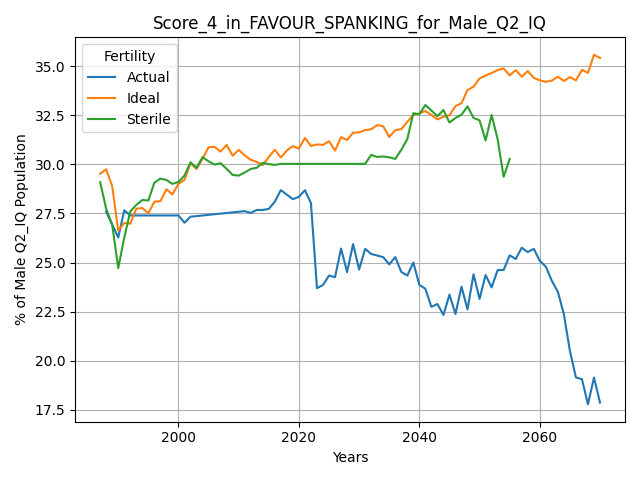 Score_4_in_FAVOUR_SPANKING_for_Male_Q2_IQ
Fertility
Actual
Ideal
Sterile
% of Male Q2_IQ Population
35.0
32.5
30.0
27.5
25.0
22.5
20.0
17.5
2000
2020
2040
2060
Years